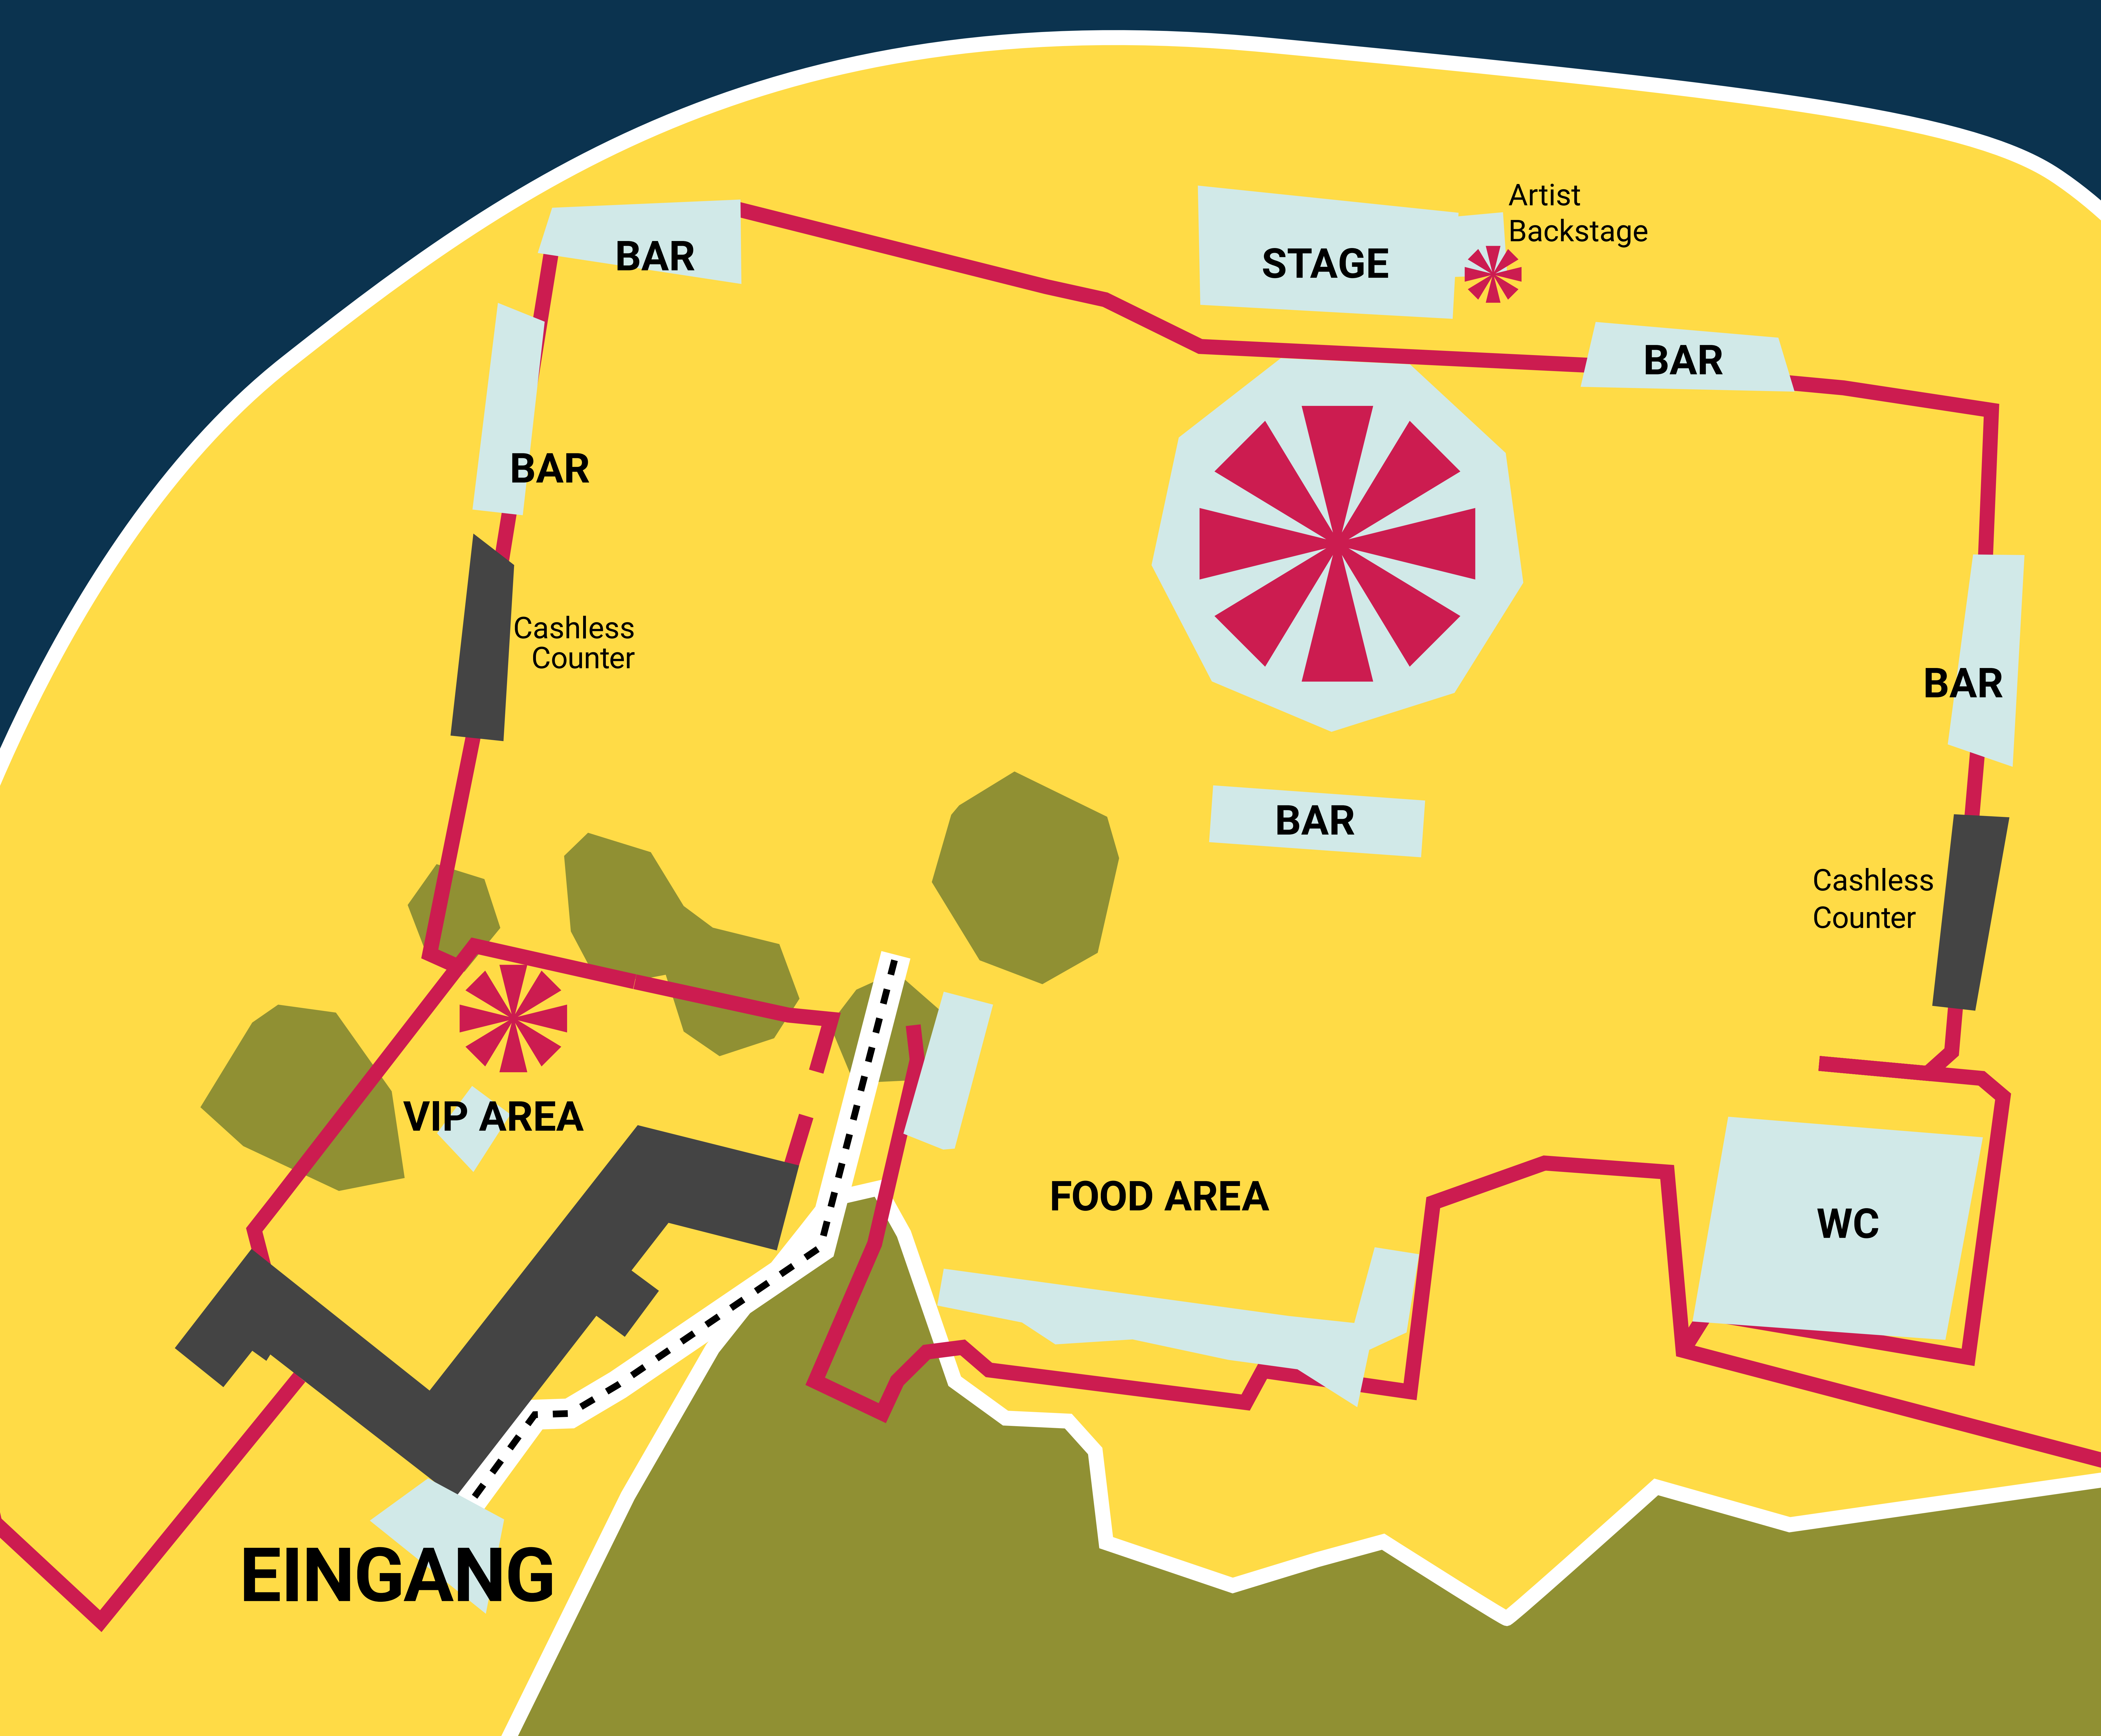 Artist
Backstage
BAR
STAGE
BAR
BAR
Cashless
Counter
BAR
BAR
Cashless
Counter
VIP AREA
FOOD AREA
WC
EINGANG